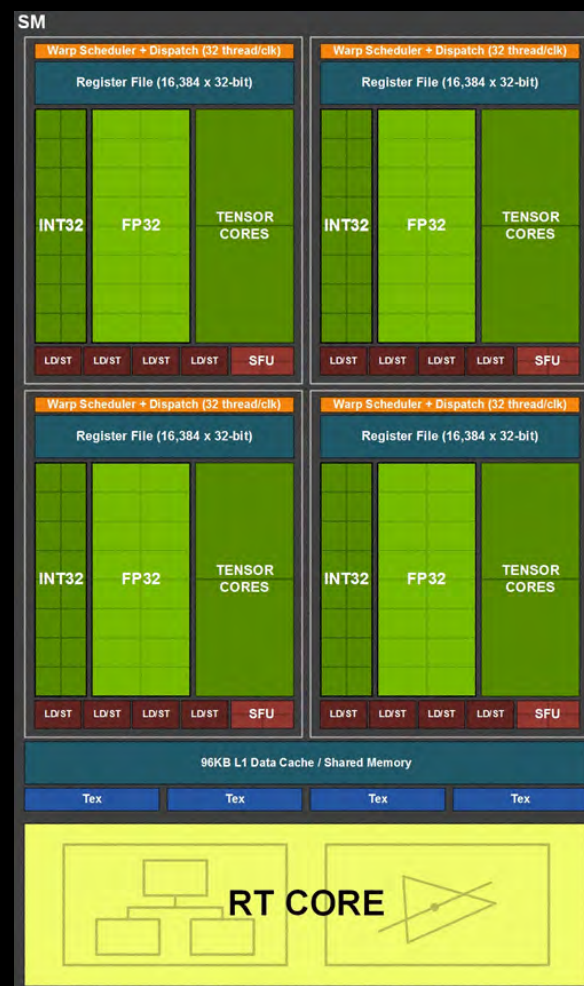 SM
Warp Scheduler + Dispatch (32 thread/clk)
Register File (16,384 x 32-bit)
INT32
FP32
TENSOR
CORES
LD/ST LD/ST LD/ST LD/ST SFU
Warp Scheduler + Dispatch (32 thread/clk)
Register File (16,384 x 32-bit)
INT32
FP32
TENSOR
CORES
LD/ST LD/ST LD/ST LD/ST SFU
Warp Scheduler + Dispatch (32 thread/clk)
Register File (16,384 x 32-bit)
INT32
FP32
TENSOR
CORES
LD/ST LD/ST LD/ST LD/ST SFU
Warp Scheduler + Dispatch (32 thread/clk)
Register File (16,384 x 32-bit)
INT32
FP32
TENSOR
CORES
LD/ST LD/ST LD/ST LD/ST SFU
96KB L1 Data Cache / Shared Memory
Tex Tex Tex Tex
RT CORE